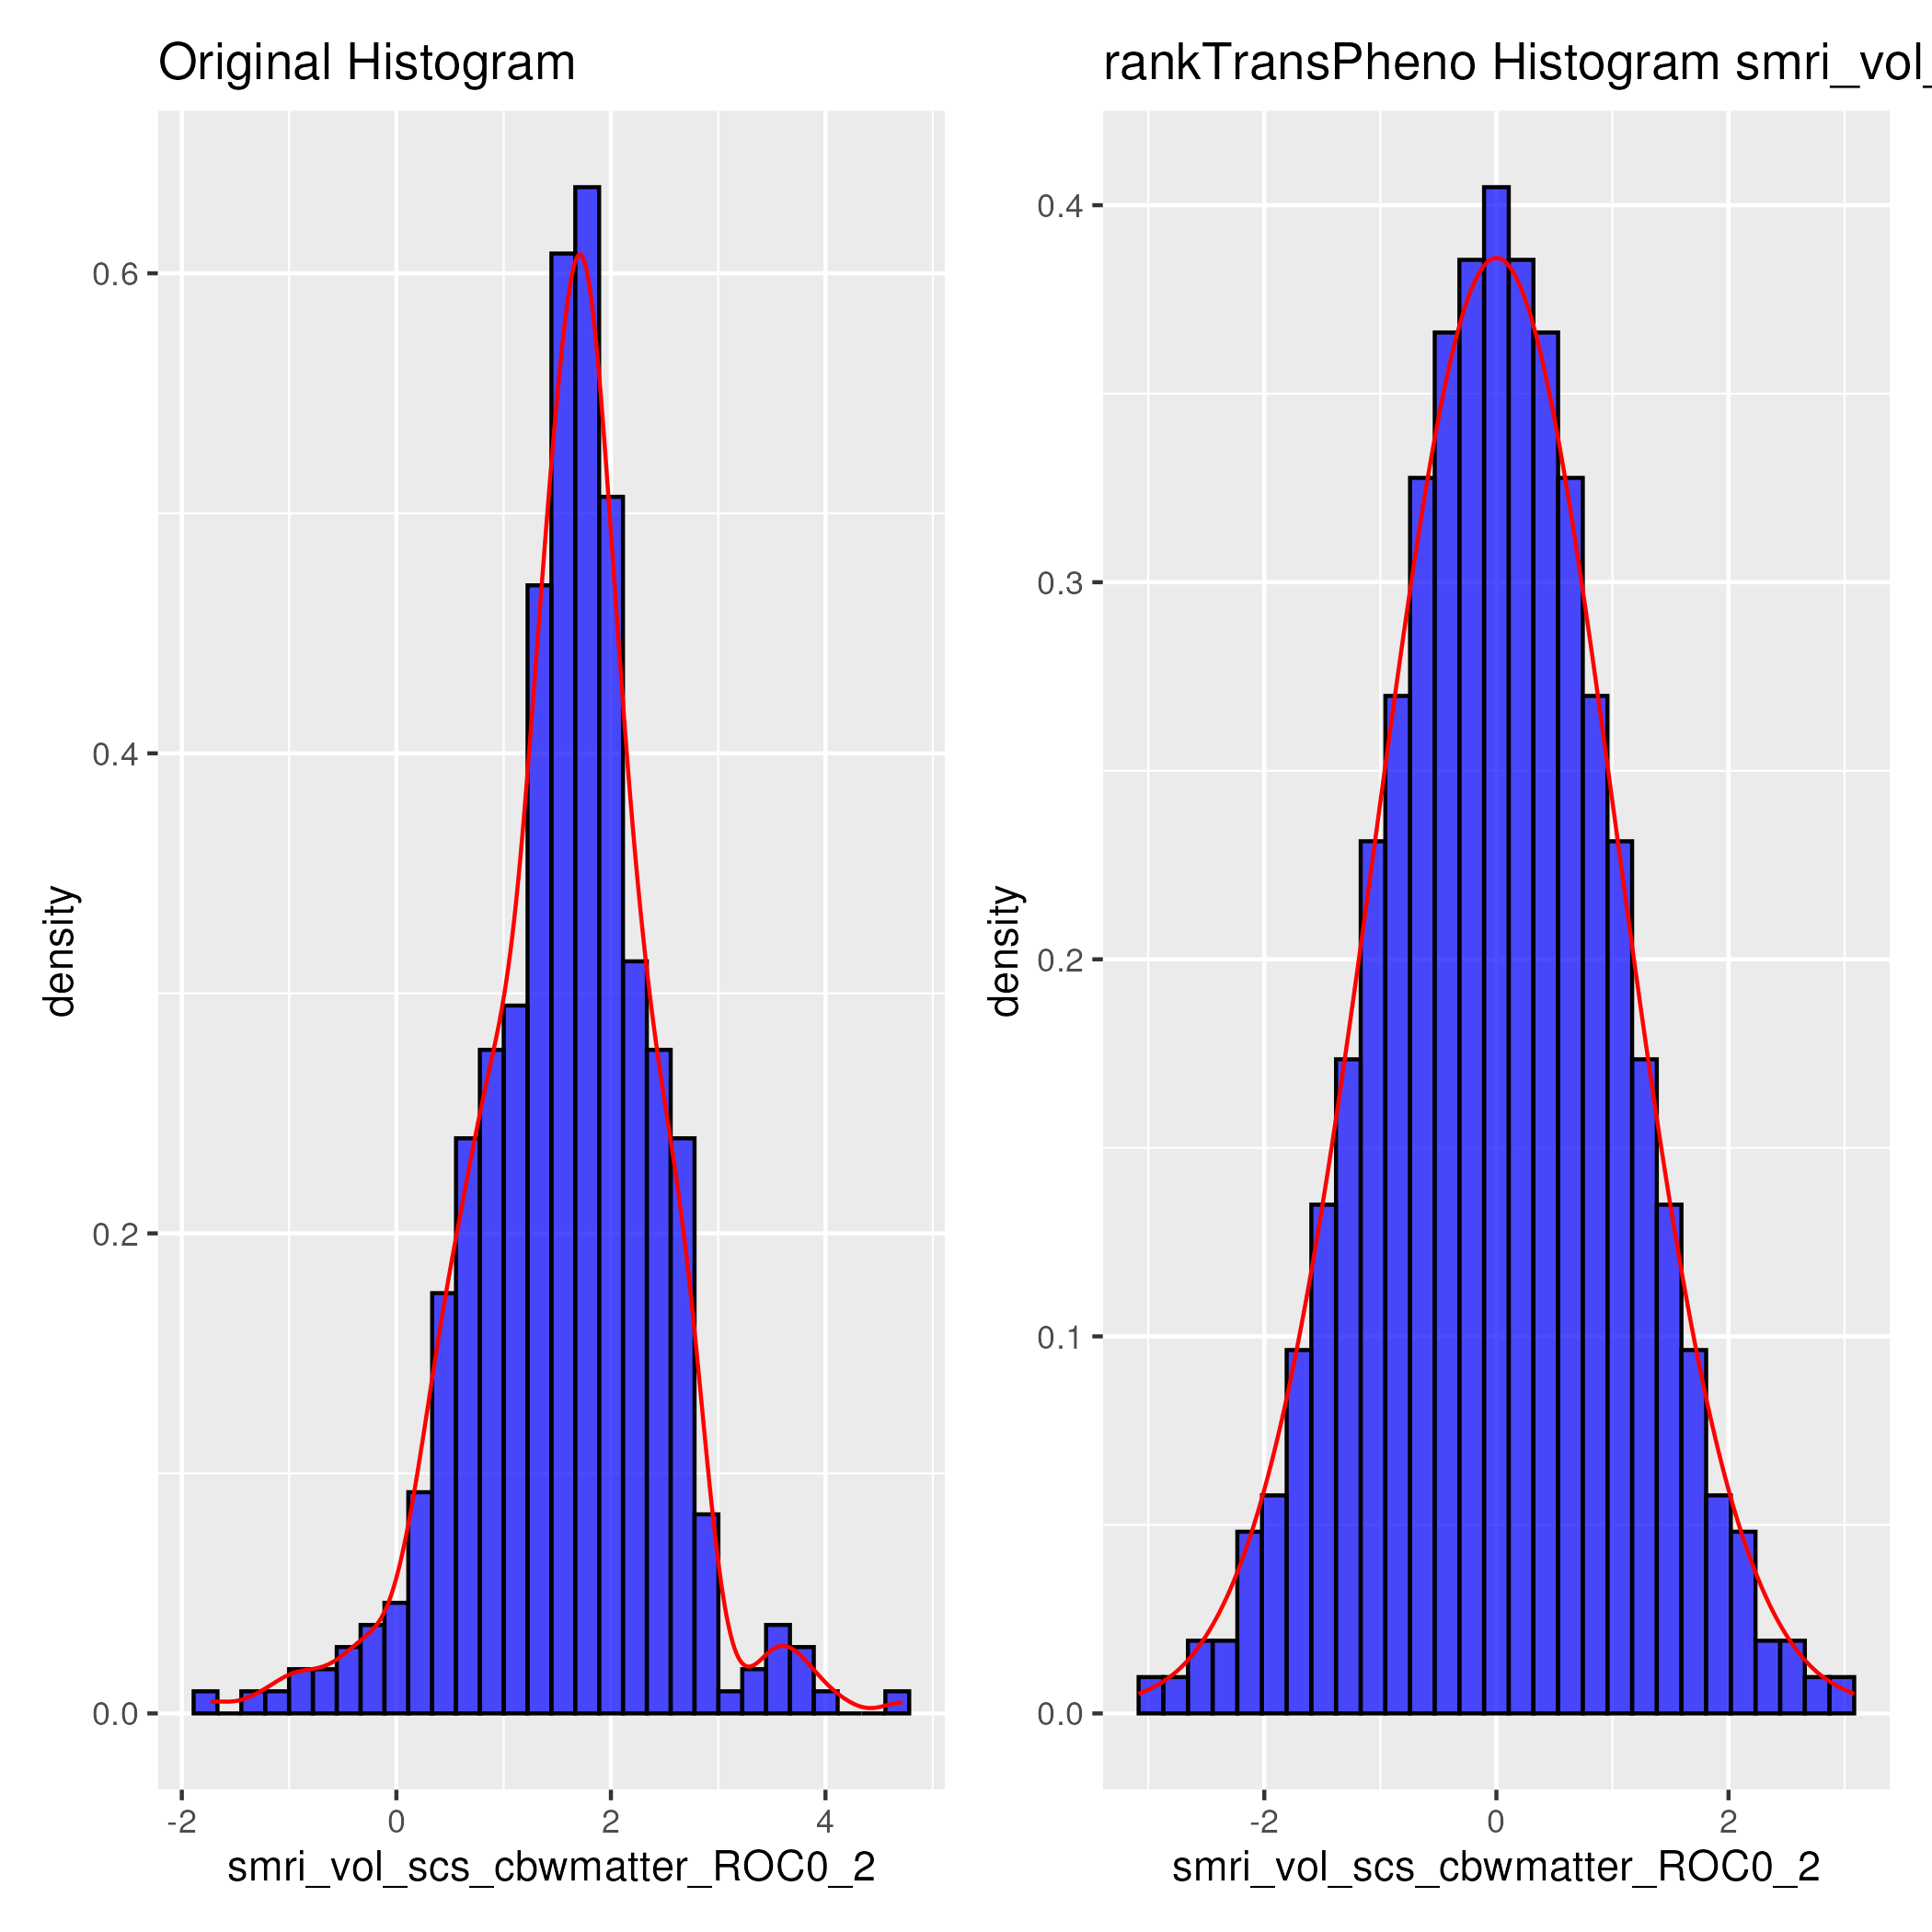 Original Histogram
density
0.6
0.4
0.2
0.0
-2 0 2 4
smri_vol_scs_cbwmatter_ROC0_2
rankTransPheno Histogram smri_vol_
density
0.4
0.3
0.2
0.1
0.0
-2 0 2
smri_vol_scs_cbwmatter_ROC0_2